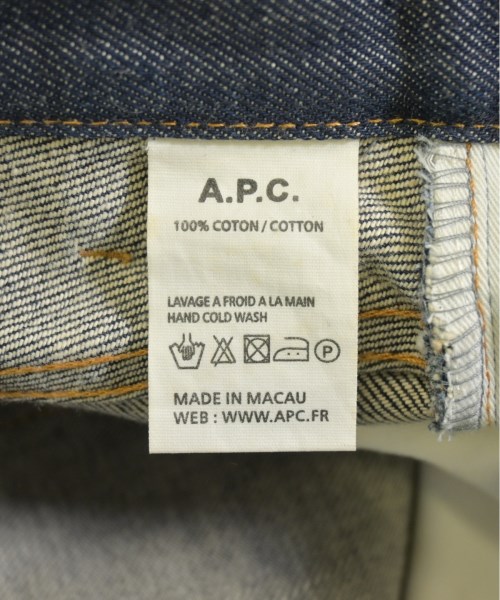 A.P.C.
100% COTON / COTTON
LAVAGE A FROID A LA MAIN
HAND COLD WASH
P
MADE IN MACAU
WEB : WWW.APC.FR